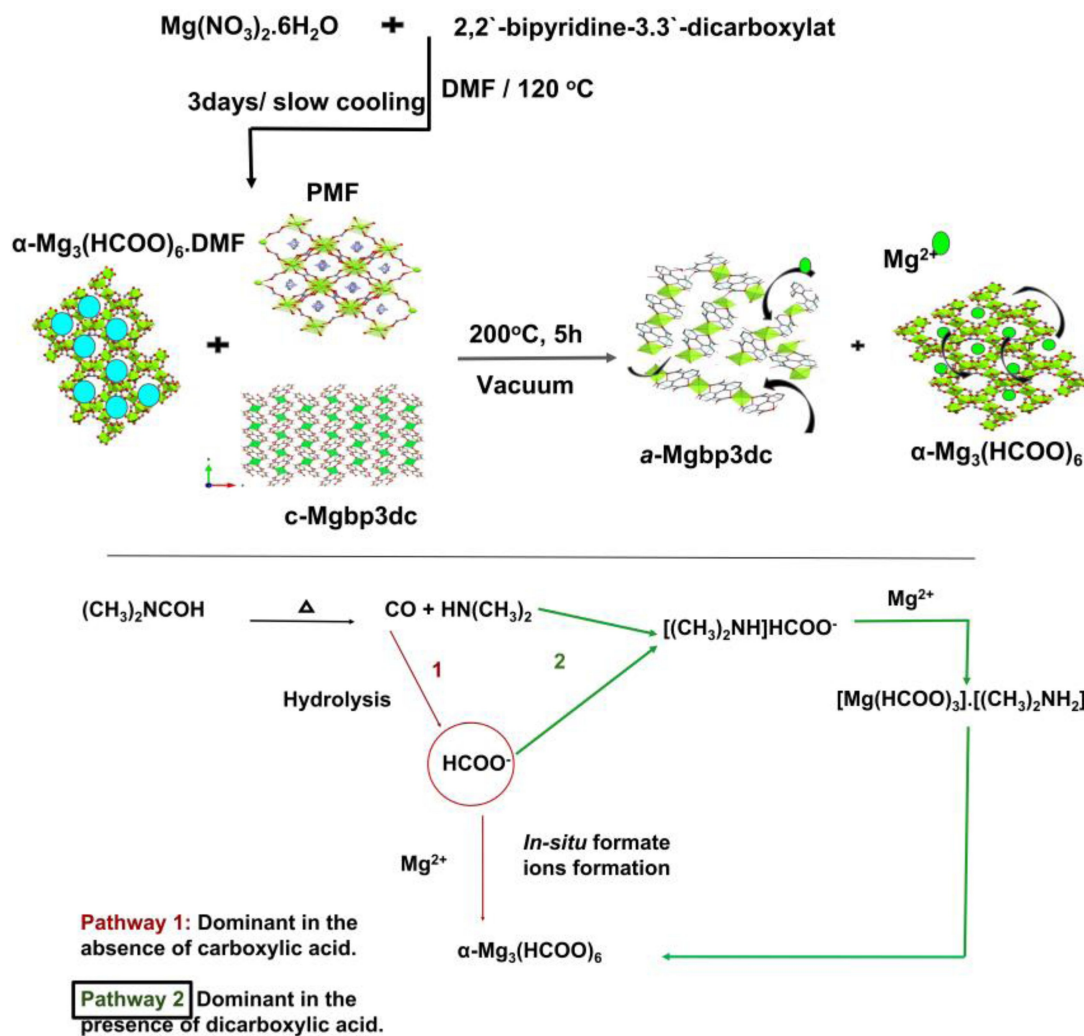 Mg(NO₃)₂.6H₂O + 2,2`-bipyridine-3.3`-dicarboxylat
DMF / 120 °C
3days/ slow cooling
PMF
α-Mg₃(HCOO)₆.DMF
Mg²⁺
+
200°C, 5h
+
Vacuum
a-Mgbp3dc
α-Mg₃(HCOO)₆
c-Mgbp3dc
(CH₃)₂NCOH
Δ
CO + HN(CH₃)₂
Mg²⁺
[(CH₃)₂NH]HCOO⁻
1
2
Hydrolysis
[Mg(HCOO)₃].[(CH₃)₂NH₂]
HCOO⁻
In-situ formate
ions formation
Mg²⁺
Pathway 1: Dominant in the
absence of carboxylic acid.
α-Mg₃(HCOO)₆
Pathway 2 Dominant in the
presence of dicarboxylic acid.